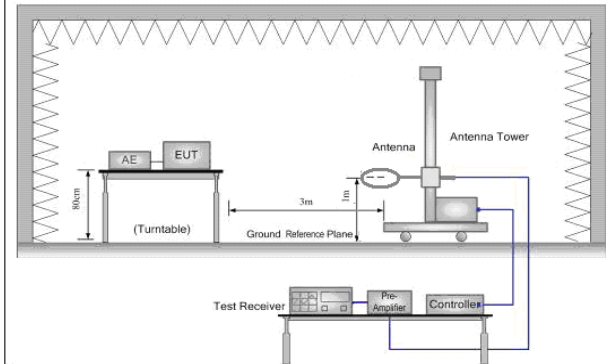 Antenna Tower
Antenna
AE
EUT
80cm
(Turntable)
3m
1m
Ground Reference Plane
Test Receiver
Pre-
Amplifier
Controller